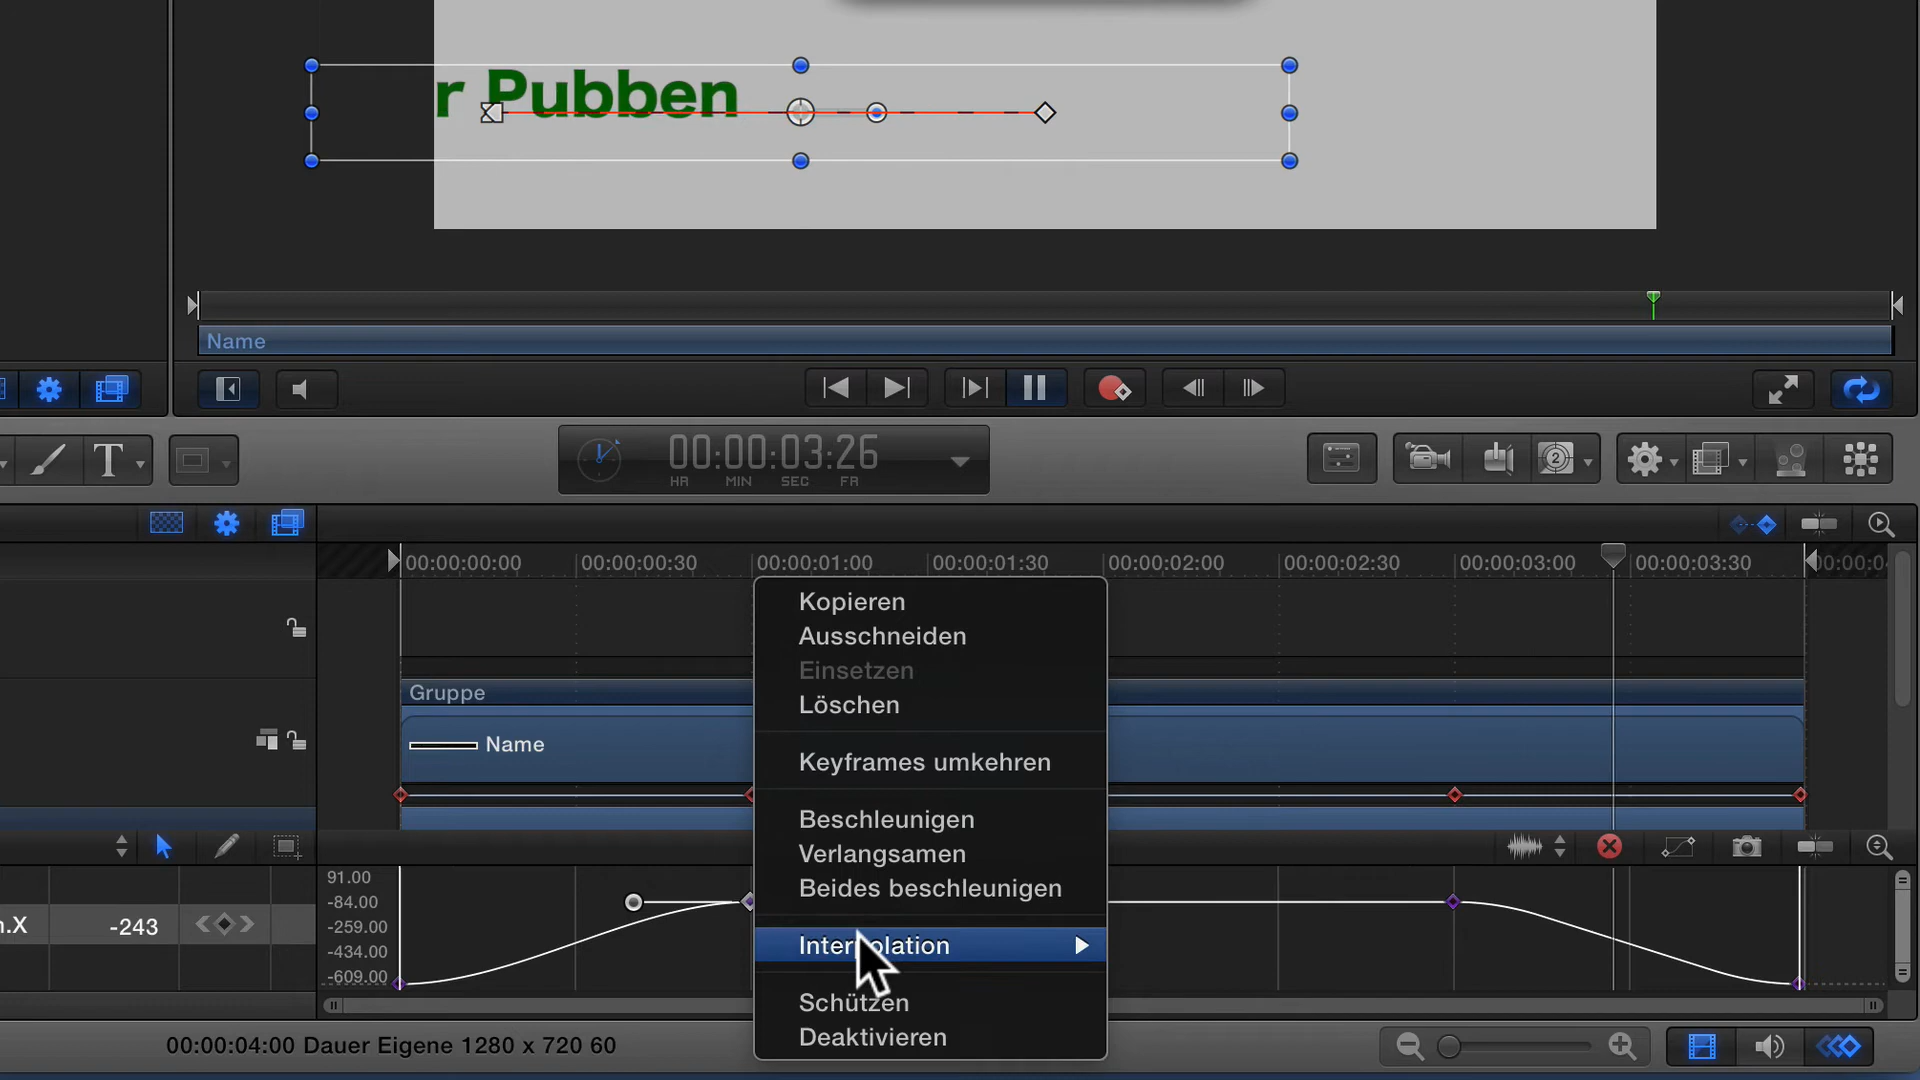 r Pubben
Name
T
00:00:03:26
HR MIN SEC FR
2
00:00:00:00 00:00:00:30 00:00:01:00 00:00:01:30 00:00:02:00 00:00:02:30 00:00:03:00 00:00:03:30 00:00:0
Kopieren
Ausschneiden
Einsetzen
Löschen
Keyframes umkehren
Beschleunigen
Verlangsamen
Beides beschleunigen
Interpolation
Schützen
Deaktivieren
Gruppe
Name
91.00
-84.00
-259.00
-434.00
-609.00
n.X -243
00:00:04:00 Dauer Eigene 1280 x 720 60